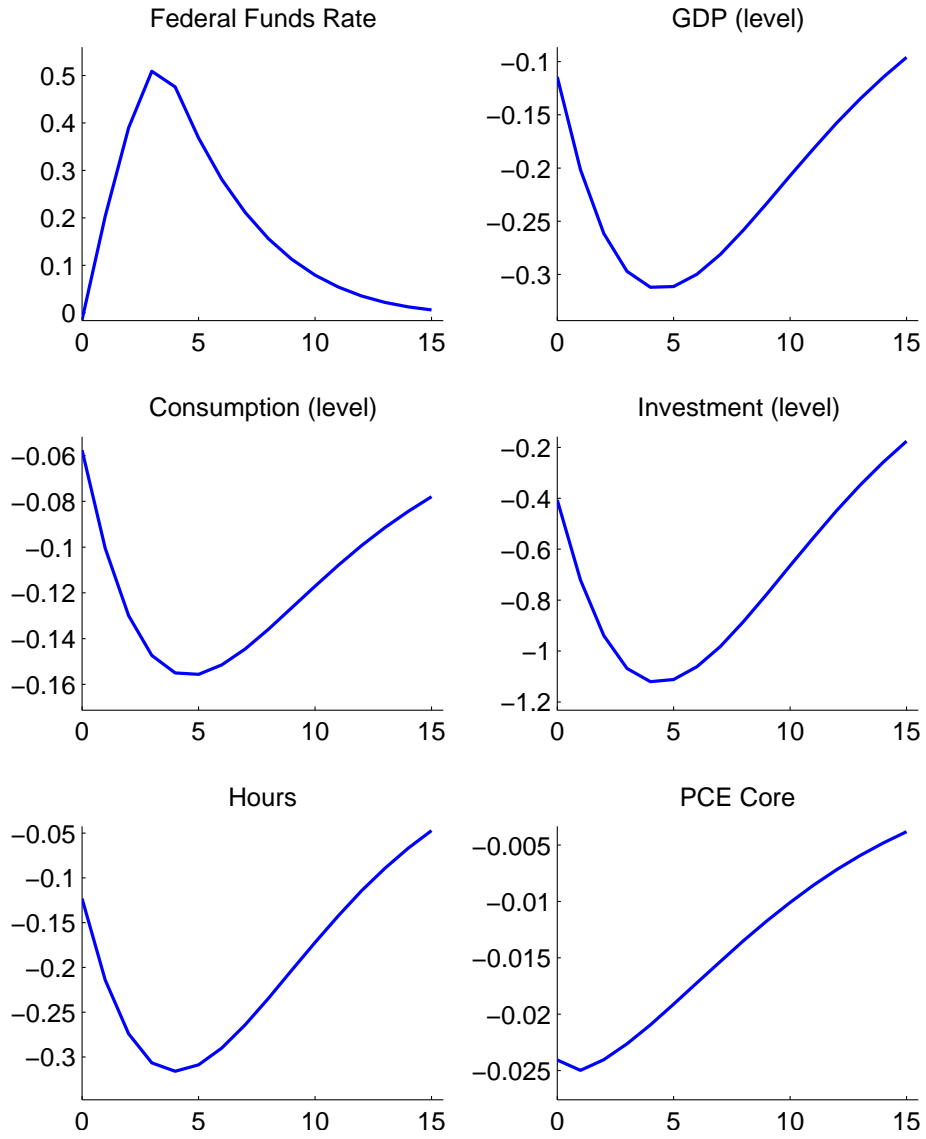 Federal Funds Rate
0.5
0.4
0.3
0.2
0.1
0
0 5 10 15
GDP (level)
−0.1
−0.15
−0.2
−0.25
−0.3
0 5 10 15
Consumption (level)
−0.06
−0.08
−0.1
−0.12
−0.14
−0.16
0 5 10 15
Investment (level)
−0.2
−0.4
−0.6
−0.8
−1
−1.2
0 5 10 15
Hours
−0.05
−0.1
−0.15
−0.2
−0.25
−0.3
0 5 10 15
PCE Core
−0.005
−0.01
−0.015
−0.02
−0.025
0 5 10 15